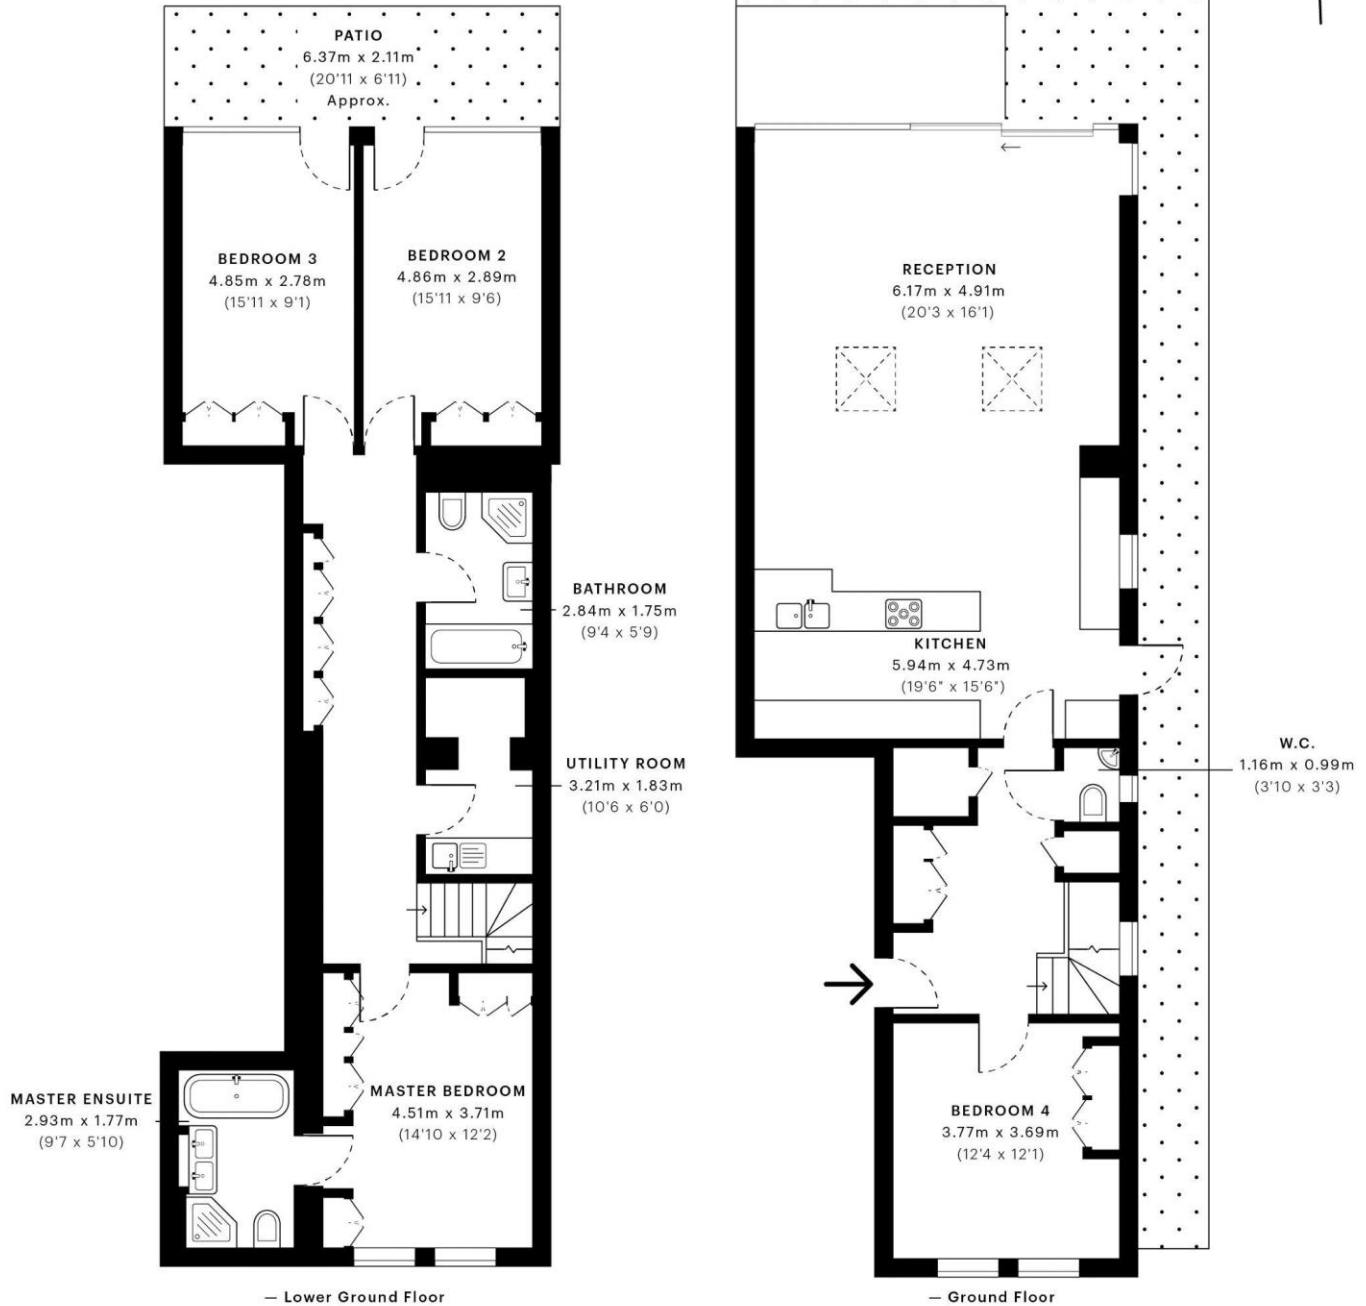 PATIO
6.37m x 2.11m
(20'11 x 6'11)
Approx.
BEDROOM 3
4.85m x 2.78m
(15'11 x 9'1)
BEDROOM 2
4.86m x 2.89m
(15'11 x 9'6)
BATHROOM
2.84m x 1.75m
(9'4 x 5'9)
UTILITY ROOM
3.21m x 1.83m
(10'6 x 6'0)
MASTER ENSUITE
2.93m x 1.77m
(9'7 x 5'10)
MASTER BEDROOM
4.51m x 3.71m
(14'10 x 12'2)
— Lower Ground Floor
RECEPTION
6.17m x 4.91m
(20'3 x 16'1)
KITCHEN
5.94m x 4.73m
(19'6" x 15'6")
W.C.
1.16m x 0.99m
(3'10 x 3'3)
BEDROOM 4
3.77m x 3.69m
(12'4 x 12'1)
— Ground Floor